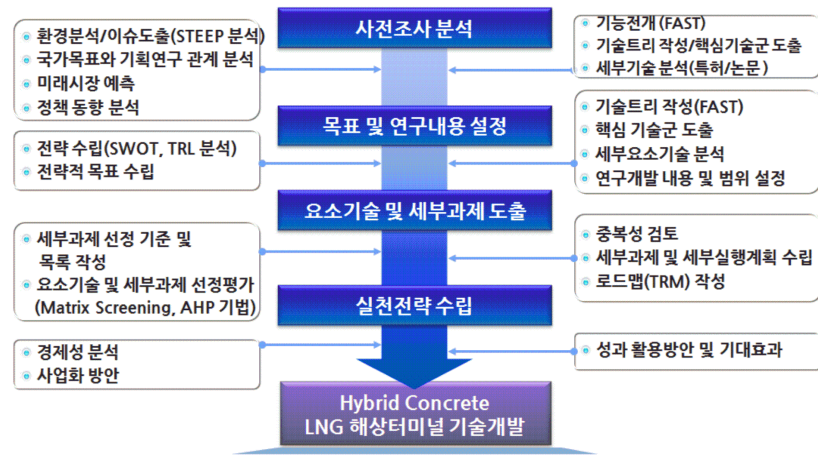 사전조사 분석
환경분석/이슈도출(STEEP 분석)
국가목표와 기획연구 관계 분석
미래시장 예측
정책 동향 분석
기능전개(FAST)
기술트리 작성/핵심기술군 도출
세부기술 분석(특허/논문)
목표 및 연구내용 설정
전략 수립(SWOT, TRL 분석)
전략적 목표 수립
기술트리 작성(FAST)
핵심 기술군 도출
세부요소기술 분석
연구개발 내용 및 범위 설정
요소기술 및 세부과제 도출
세부과제 선정 기준 및
목록 작성
요소기술 및 세부과제 선정평가
(Matrix Screening, AHP 기법)
중복성 검토
세부과제 및 세부실행계획 수립
로드맵(TRM) 작성
실천전략 수립
경제성 분석
사업화 방안
성과 활용방안 및 기대효과
Hybrid Concrete
LNG 해상터미널 기술개발